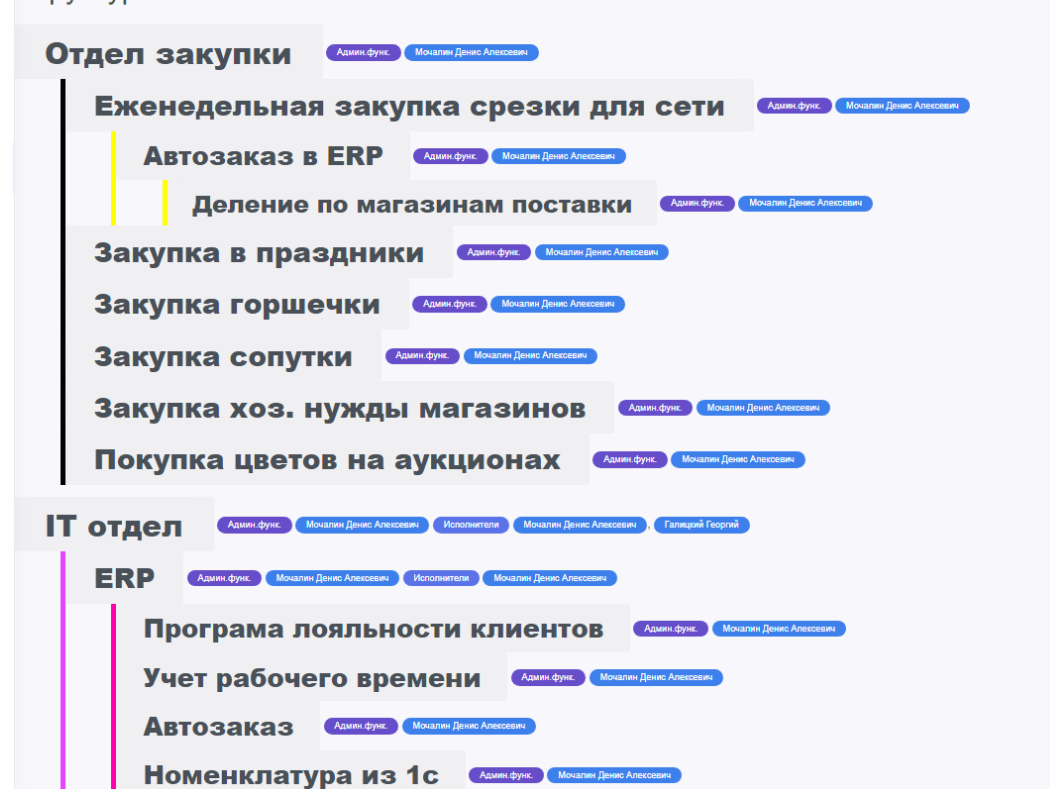 Отдел закупки Админ.функ. Мочалин Денис Алексевич
Еженедельная закупка срезки для сети Админ.функ. Мочалин Денис Алексевич
Автозаказ в ERP Админ.функ. Мочалин Денис Алексевич
Деление по магазинам поставки Админ.функ. Мочалин Денис Алексевич
Закупка в праздники Админ.функ. Мочалин Денис Алексевич
Закупка горшечки Админ.функ. Мочалин Денис Алексевич
Закупка сопутки Админ.функ. Мочалин Денис Алексевич
Закупка хоз. нужды магазинов Админ.функ. Мочалин Денис Алексевич
Покупка цветов на аукционах Админ.функ. Мочалин Денис Алексевич
IT отдел Админ.функ. Мочалин Денис Алексевич Исполнители Мочалин Денис Алексевич, Галицкий Георгий
ERP Админ.функ. Мочалин Денис Алексевич Исполнители Мочалин Денис Алексевич
Програма лояльности клиентов Админ.функ. Мочалин Денис Алексевич
Учет рабочего времени Админ.функ. Мочалин Денис Алексевич
Автозаказ Админ.функ. Мочалин Денис Алексевич
Номенклатура из 1с Админ.функ. Мочалин Денис Алексевич